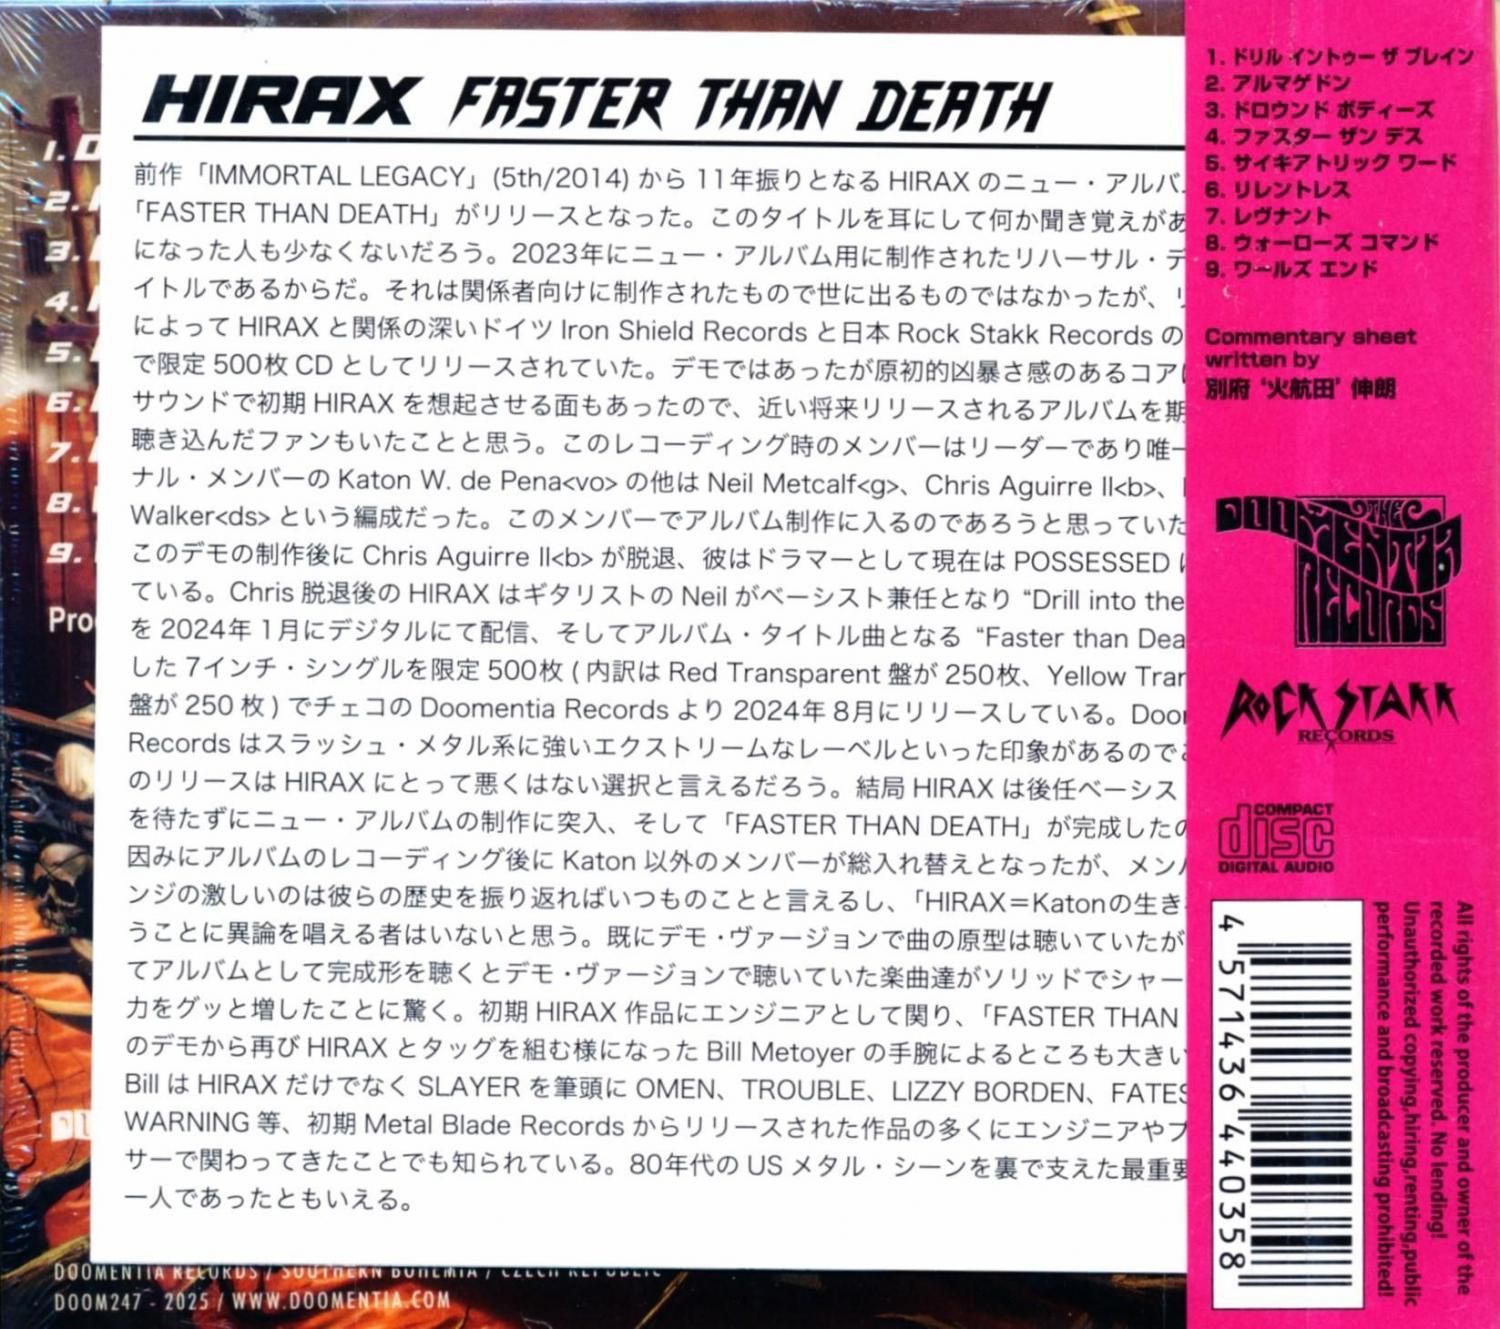 HIRAX FASTER THAN DEATH
前作「IMMORTAL LEGACY」(5th/2014) から 11年振りとなる HIRAX のニュー・アルバ
「FASTER THAN DEATH」がリリースとなった。このタイトルを耳にして何か聞き覚えがあ
になった人も少なくないだろう。2023年にニュー・アルバム用に制作されたリハーサル・デ
イトルであるからだ。それは関係者向けに制作されたもので世に出るものではなかったが、
によって HIRAX と関係の深いドイツ Iron Shield Records と日本 Rock Stakk Records の
で限定 500枚 CD としてリリースされていた。デモではあったが原初的凶暴さ感のあるコア
サウンドで初期 HIRAX を想起させる面もあったので、近い将来リリースされるアルバムを期
聴き込んだファンもいたことと思う。このレコーディング時のメンバーはリーダーであり唯一
ナル・メンバーの Katon W. de Pena<vo> の他は Neil Metcalf<g>、Chris Aguirre II<b>、
Walker<ds> という編成だった。このメンバーでアルバム制作に入るのであろうと思っていた
このデモの制作後に Chris Aguirre II<b> が脱退、彼はドラマーとして現在は POSSESSED
ている。Chris 脱退後の HIRAX はギタリストの Neil がベーシスト兼任となり “Drill into the
を 2024年 1月にデジタルにて配信、そしてアルバム・タイトル曲となる “Faster than Dea
した 7インチ・シングルを限定 500枚 ( 内訳は Red Transparent 盤が 250枚、Yellow Tran
盤が 250 枚 ) でチェコの Doomentia Records より 2024年 8月にリリースしている。Doom
Records はスラッシュ・メタル系に強いエクストリームなレーベルといった印象があるのでこ
のリリースは HIRAX にとって悪くはない選択と言えるだろう。結局 HIRAX は後任ベーシス
を待たずにニュー・アルバムの制作に突入、そして「FASTER THAN DEATH」が完成したの
因みにアルバムのレコーディング後に Katon 以外のメンバーが総入れ替えとなったが、メンバ
ンジの激しいのは彼らの歴史を振り返ればいつものことと言えるし、「HIRAX＝Katonの生き
うことに異論を唱える者はいないと思う。既にデモ・ヴァージョンで曲の原型は聴いていたが
てアルバムとして完成形を聴くとデモ・ヴァージョンで聴いていた楽曲達がソリッドでシャー
力をグッと増したことに驚く。初期 HIRAX 作品にエンジニアとして関り、「FASTER THAN
のデモから再び HIRAX とタッグを組む様になった Bill Metoyer の手腕によるところも大きい
Bill は HIRAX だけでなく SLAYER を筆頭に OMEN、TROUBLE、LIZZY BORDEN、FATES
WARNING 等、初期 Metal Blade Records からリリースされた作品の多くにエンジニアやプ
サーで関わってきたことでも知られている。80年代の US メタル・シーンを裏で支えた最重要
一人であったともいえる。
1.
2.
3.
4.
5.
6.
7.
8.
9.
DOOMENTIA RECORDS / SOUTHERN BOHEMIA / CZECH REPUBLIC
DOOM247 - 2025 / WWW.DOOMENTIA.COM
1. ドリル イントゥー ザ ブレイン
2. アルマゲドン
3. ドロウンド ボディーズ
4. ファスター ザン デス
5. サイキアトリック ワード
6. リレントレス
7. レヴナント
8. ウォーローズ コマンド
9. ワールズ エンド
Commentary sheet
written by
別府 '火航田' 伸朗
THE
DOOMENTIA
RECORDS
ROCK STAKK
RECORDS
COMPACT
disc
DIGITAL AUDIO
4 571436 440358
All rights of the producer and owner of the
recorded work reserved. No lending!
Unauthorized copying,hiring,renting,public
performance and broadcasting prohibited!